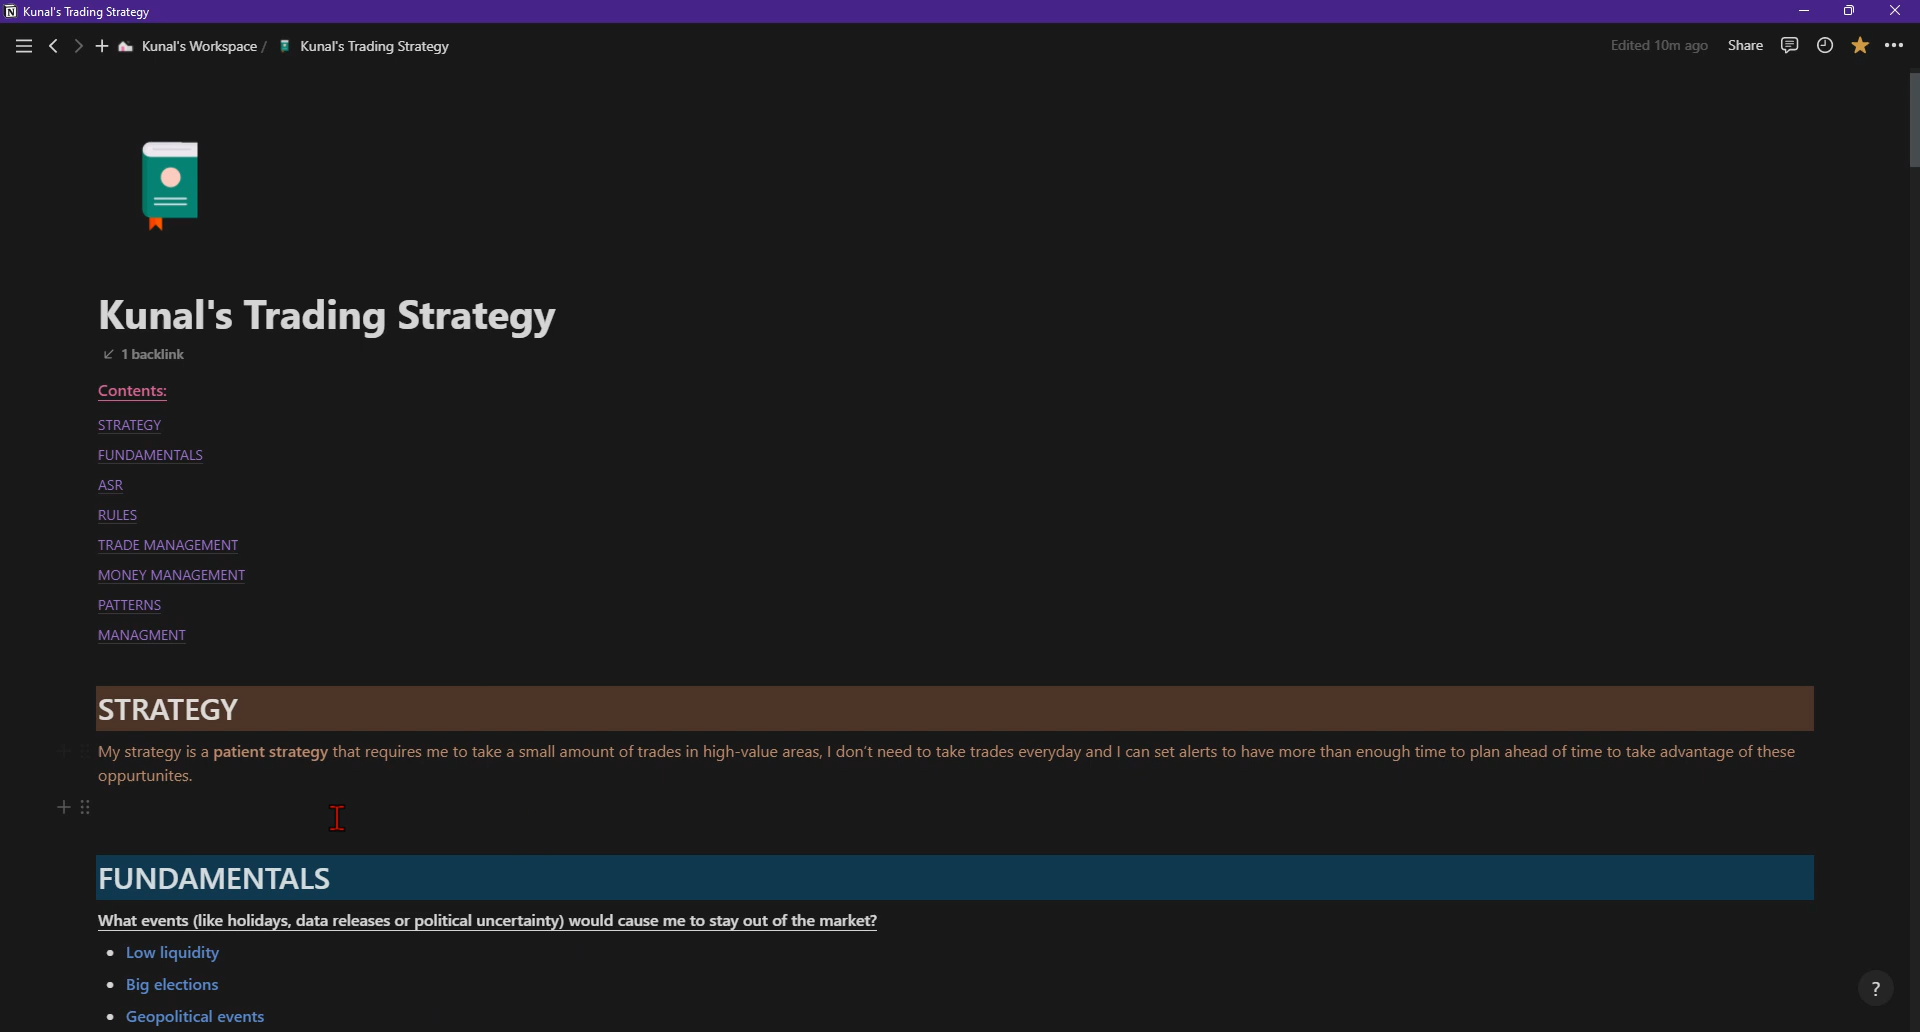 Kunal's Trading Strategy
Kunal's Workspace / Kunal's Trading Strategy
Edited 10m ago Share
Kunal's Trading Strategy
1 backlink
Contents:
STRATEGY
FUNDAMENTALS
ASR
RULES
TRADE MANAGEMENT
MONEY MANAGEMENT
PATTERNS
MANAGMENT
STRATEGY
My strategy is a patient strategy that requires me to take a small amount of trades in high-value areas, I don't need to take trades everyday and I can set alerts to have more than enough time to plan ahead of time to take advantage of these
oppurtunites.
FUNDAMENTALS
What events (like holidays, data releases or political uncertainty) would cause me to stay out of the market?
• Low liquidity
• Big elections
• Geopolitical events
?